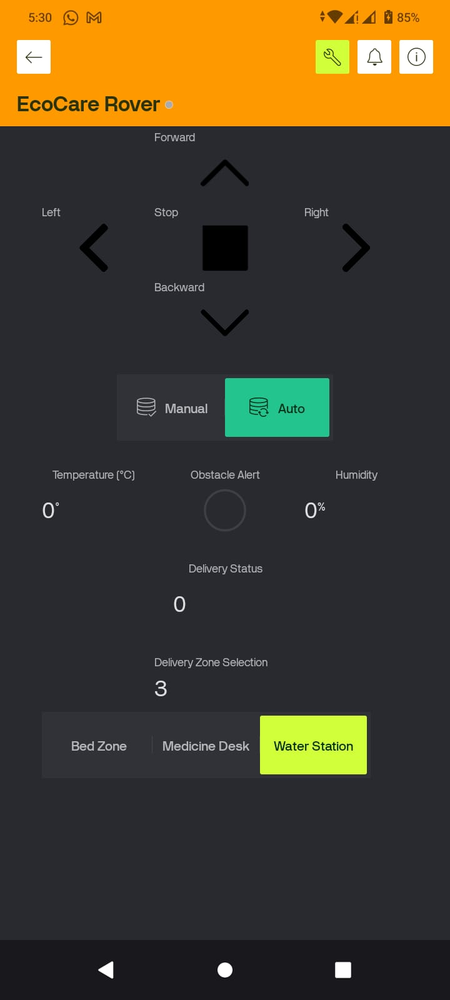 5:30 85%
EcoCare Rover
Forward
Left Stop Right
Backward
Manual Auto
Temperature (°C) Obstacle Alert Humidity
0° 0%
Delivery Status
0
Delivery Zone Selection
3
Bed Zone Medicine Desk Water Station